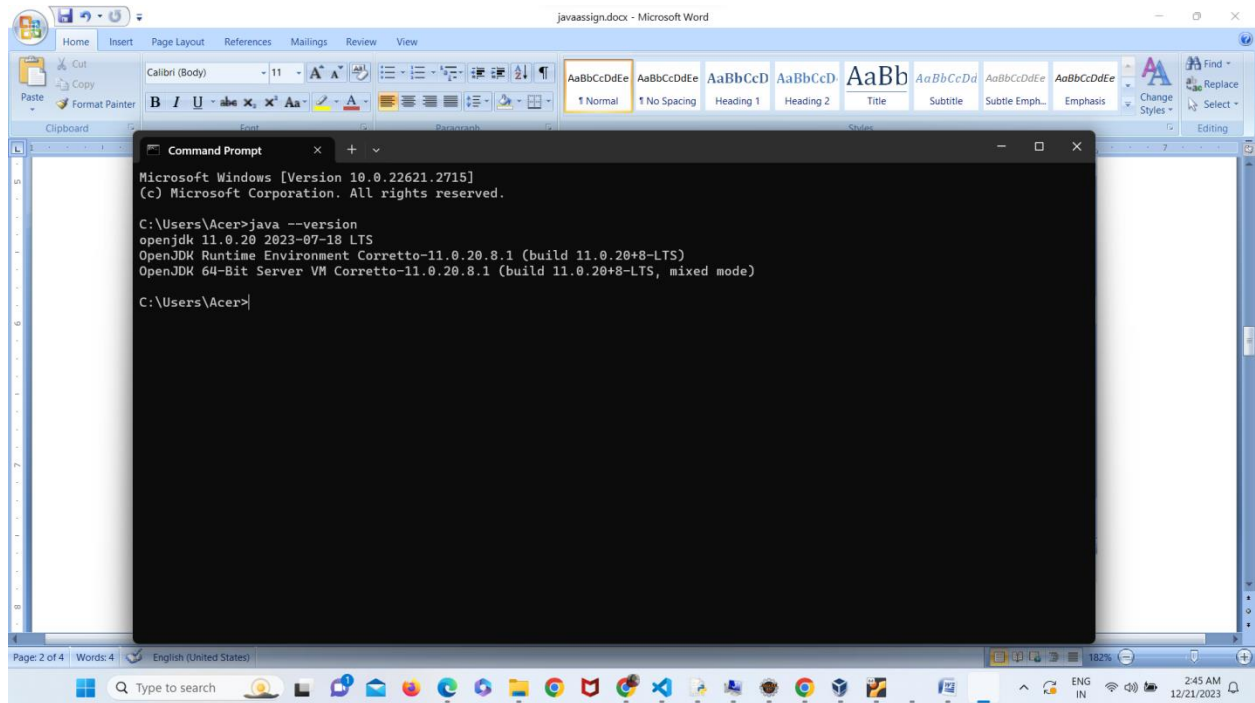 javaassign.docx - Microsoft Word
Home Insert Page Layout References Mailings Review View
Paste
Cut
Copy
Format Painter
Clipboard
Calibri (Body) 11
Font
Paragraph
AaBbCcDdEe AaBbCcDdEe AaBbCcD AaBbCcD AaBb AaBbCcDd AaBbCcDdEe AaBbCcDdEe
¶ Normal ¶ No Spacing Heading 1 Heading 2 Title Subtitle Subtle Emph... Emphasis
Change Styles
Styles
Find
Replace
Select
Editing
Command Prompt
Microsoft Windows [Version 10.0.22621.2715]
(c) Microsoft Corporation. All rights reserved.
C:\Users\Acer>java --version
openjdk 11.0.20 2023-07-18 LTS
OpenJDK Runtime Environment Corretto-11.0.20.8.1 (build 11.0.20+8-LTS)
OpenJDK 64-Bit Server VM Corretto-11.0.20.8.1 (build 11.0.20+8-LTS, mixed mode)
C:\Users\Acer>
Page: 2 of 4 Words: 4 English (United States) 182%
Type to search
ENG
IN
2:45 AM
12/21/2023